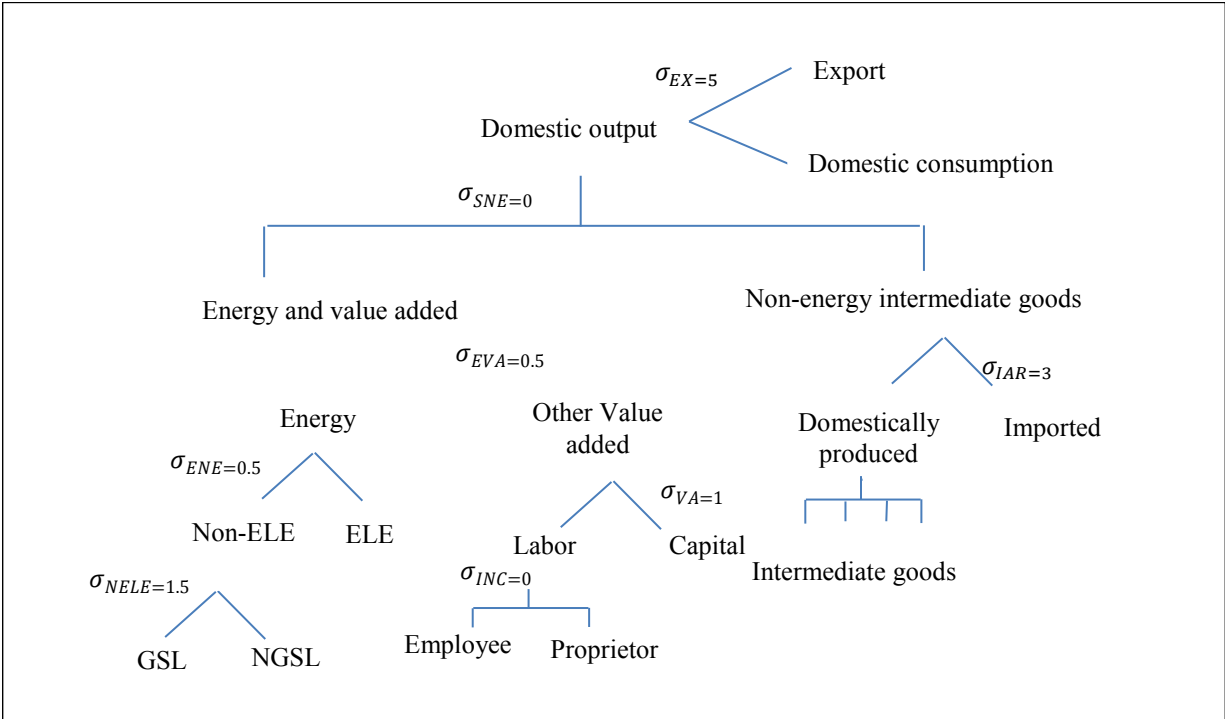 σEX=5
Export
Domestic output
Domestic consumption
σSNE=0
Energy and value added
Non-energy intermediate goods
σEVA=0.5
σIAR=3
Energy
Other Value
added
Domestically
produced
Imported
σENE=0.5
σVA=1
Non-ELE
ELE
Labor
Capital
Intermediate goods
σNELE=1.5
σINC=0
Employee
Proprietor
GSL
NGSL